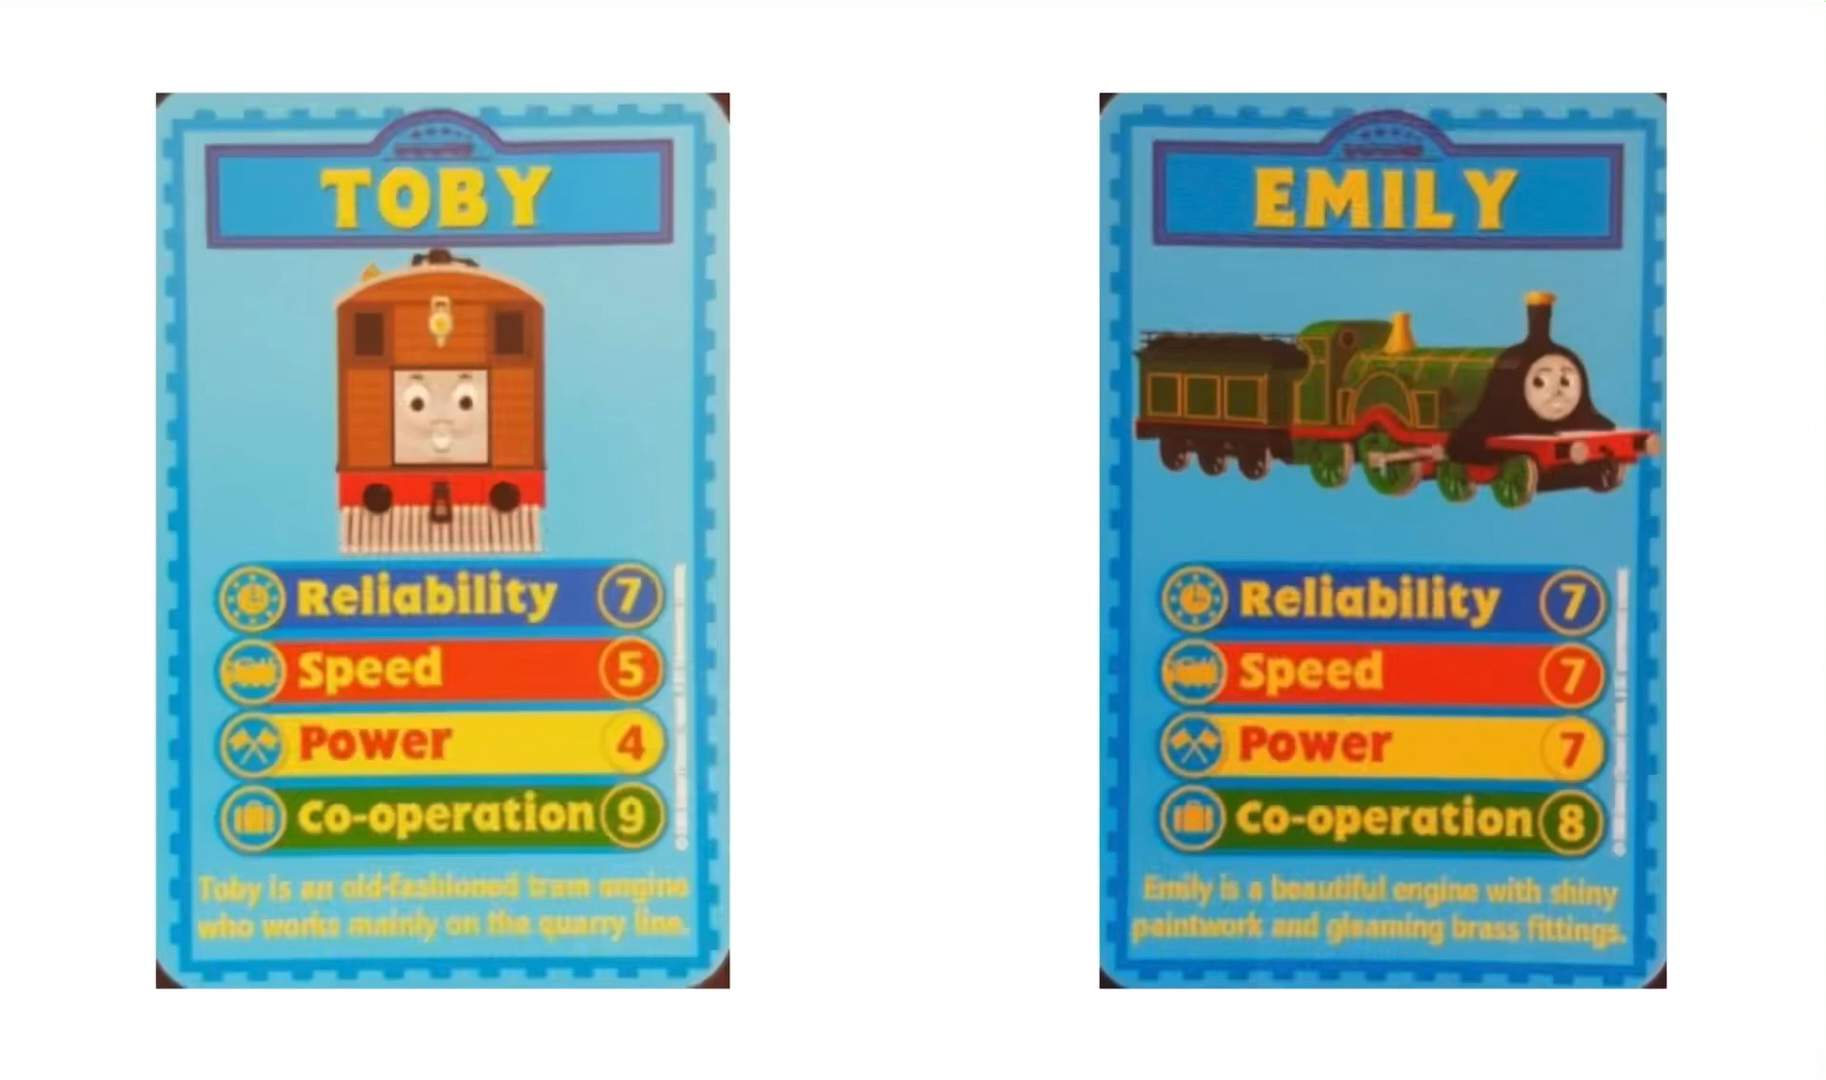 TOBY
Reliability 7
Speed 5
Power 4
Co-operation 9
Toby is an old-fashioned tram engine
who works mainly on the quarry line.
EMILY
Reliability 7
Speed 7
Power 7
Co-operation 8
Emily is a beautiful engine with shiny
paintwork and gleaming brass fittings.